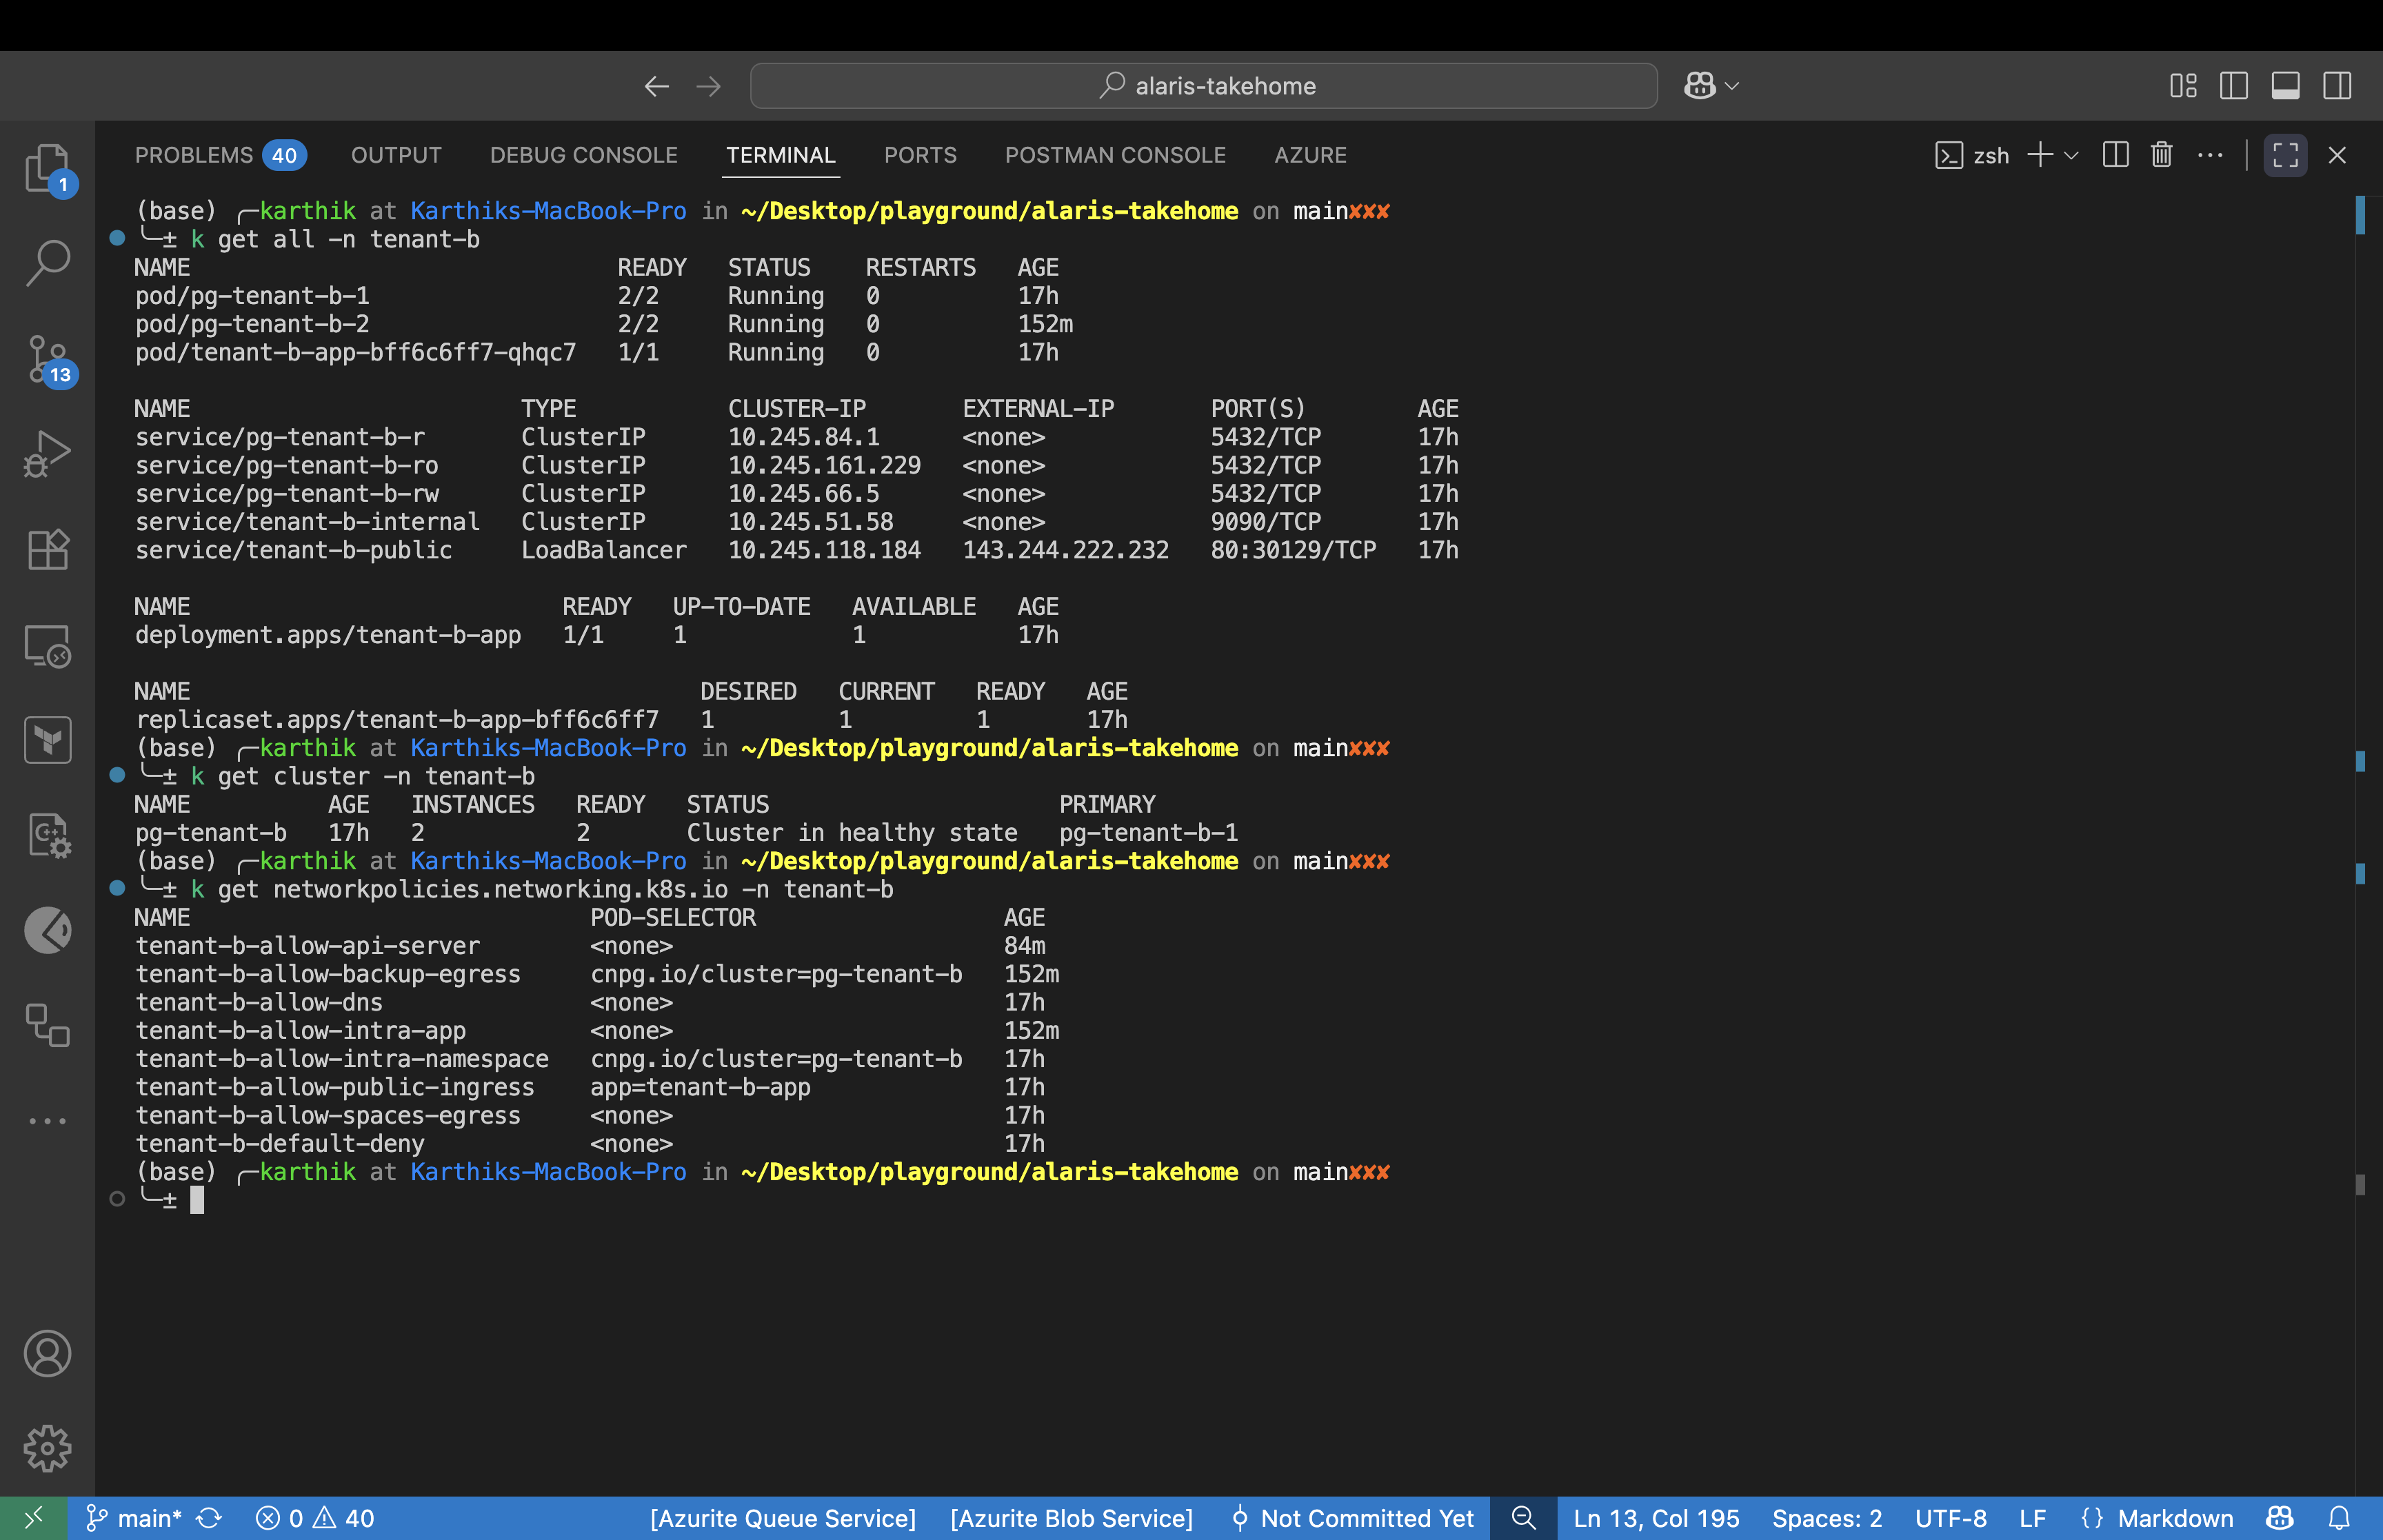 alaris-takehome
PROBLEMS 40 OUTPUT DEBUG CONSOLE TERMINAL PORTS POSTMAN CONSOLE AZURE zsh
1
13
(base) ╭─karthik at Karthiks-MacBook-Pro in ~/Desktop/playground/alaris-takehome on main✘✘✘
╰─± k get all -n tenant-b
NAME READY STATUS RESTARTS AGE
pod/pg-tenant-b-1 2/2 Running 0 17h
pod/pg-tenant-b-2 2/2 Running 0 152m
pod/tenant-b-app-bff6c6ff7-qhqc7 1/1 Running 0 17h
NAME TYPE CLUSTER-IP EXTERNAL-IP PORT(S) AGE
service/pg-tenant-b-r ClusterIP 10.245.84.1 <none> 5432/TCP 17h
service/pg-tenant-b-ro ClusterIP 10.245.161.229 <none> 5432/TCP 17h
service/pg-tenant-b-rw ClusterIP 10.245.66.5 <none> 5432/TCP 17h
service/tenant-b-internal ClusterIP 10.245.51.58 <none> 9090/TCP 17h
service/tenant-b-public LoadBalancer 10.245.118.184 143.244.222.232 80:30129/TCP 17h
NAME READY UP-TO-DATE AVAILABLE AGE
deployment.apps/tenant-b-app 1/1 1 1 17h
NAME DESIRED CURRENT READY AGE
replicaset.apps/tenant-b-app-bff6c6ff7 1 1 1 17h
(base) ╭─karthik at Karthiks-MacBook-Pro in ~/Desktop/playground/alaris-takehome on main✘✘✘
╰─± k get cluster -n tenant-b
NAME AGE INSTANCES READY STATUS PRIMARY
pg-tenant-b 17h 2 2 Cluster in healthy state pg-tenant-b-1
(base) ╭─karthik at Karthiks-MacBook-Pro in ~/Desktop/playground/alaris-takehome on main✘✘✘
╰─± k get networkpolicies.networking.k8s.io -n tenant-b
NAME POD-SELECTOR AGE
tenant-b-allow-api-server <none> 84m
tenant-b-allow-backup-egress cnpg.io/cluster=pg-tenant-b 152m
tenant-b-allow-dns <none> 17h
tenant-b-allow-intra-app <none> 152m
tenant-b-allow-intra-namespace cnpg.io/cluster=pg-tenant-b 17h
tenant-b-allow-public-ingress app=tenant-b-app 17h
tenant-b-allow-spaces-egress <none> 17h
tenant-b-default-deny <none> 17h
(base) ╭─karthik at Karthiks-MacBook-Pro in ~/Desktop/playground/alaris-takehome on main✘✘✘
╰─±
main* 0 40 [Azurite Queue Service] [Azurite Blob Service] Not Committed Yet Ln 13, Col 195 Spaces: 2 UTF-8 LF {} Markdown